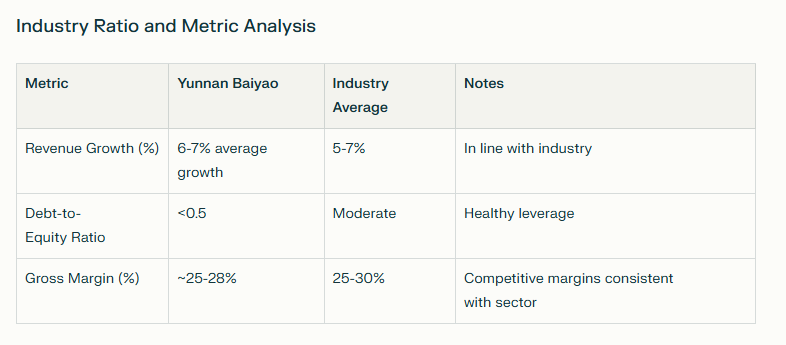 Industry Ratio and Metric Analysis
Metric Yunnan Baiyao Industry Notes
Average
Revenue Growth (%) 6-7% average 5-7% In line with industry
growth
Debt-to- <0.5 Moderate Healthy leverage
Equity Ratio
Gross Margin (%) ~25-28% 25-30% Competitive margins consistent
with sector